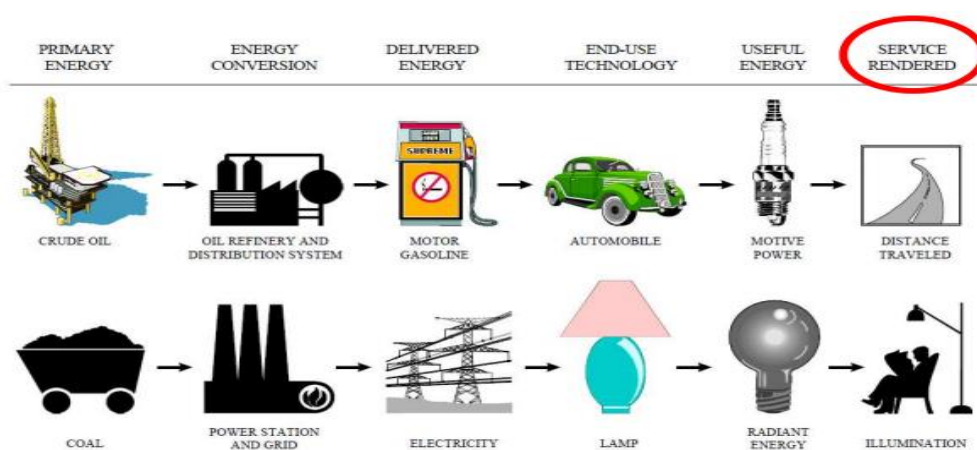 PRIMARY ENERGY
CONVERSION DELIVERED
ENERGY END-USE
TECHNOLOGY USEFUL
ENERGY SERVICE
RENDERED
SUPREME
CRUDE OIL
OIL REFINERY AND
DISTRIBUTION SYSTEM
MOTOR
GASOLINE
AUTOMOBILE
MOTIVE
POWER
DISTANCE
TRAVELED
COAL
POWER STATION
AND GRID
ELECTRICITY
LAMP
RADIANT
ENERGY
ILLUMINATION